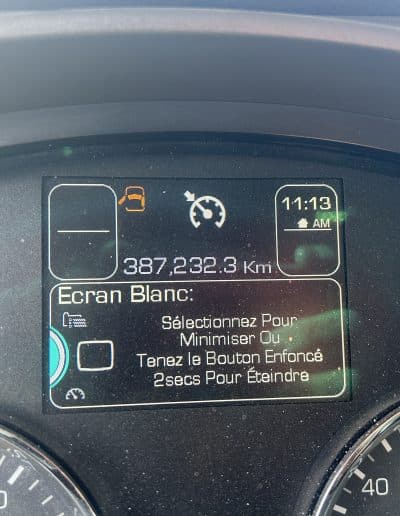 11:13
AM
387,232.3 Km
Ecran Blanc:
Sélectionnez Pour
Minimiser Ou
Tenez le Bouton Enfoncé
2secs Pour Éteindre
0
40